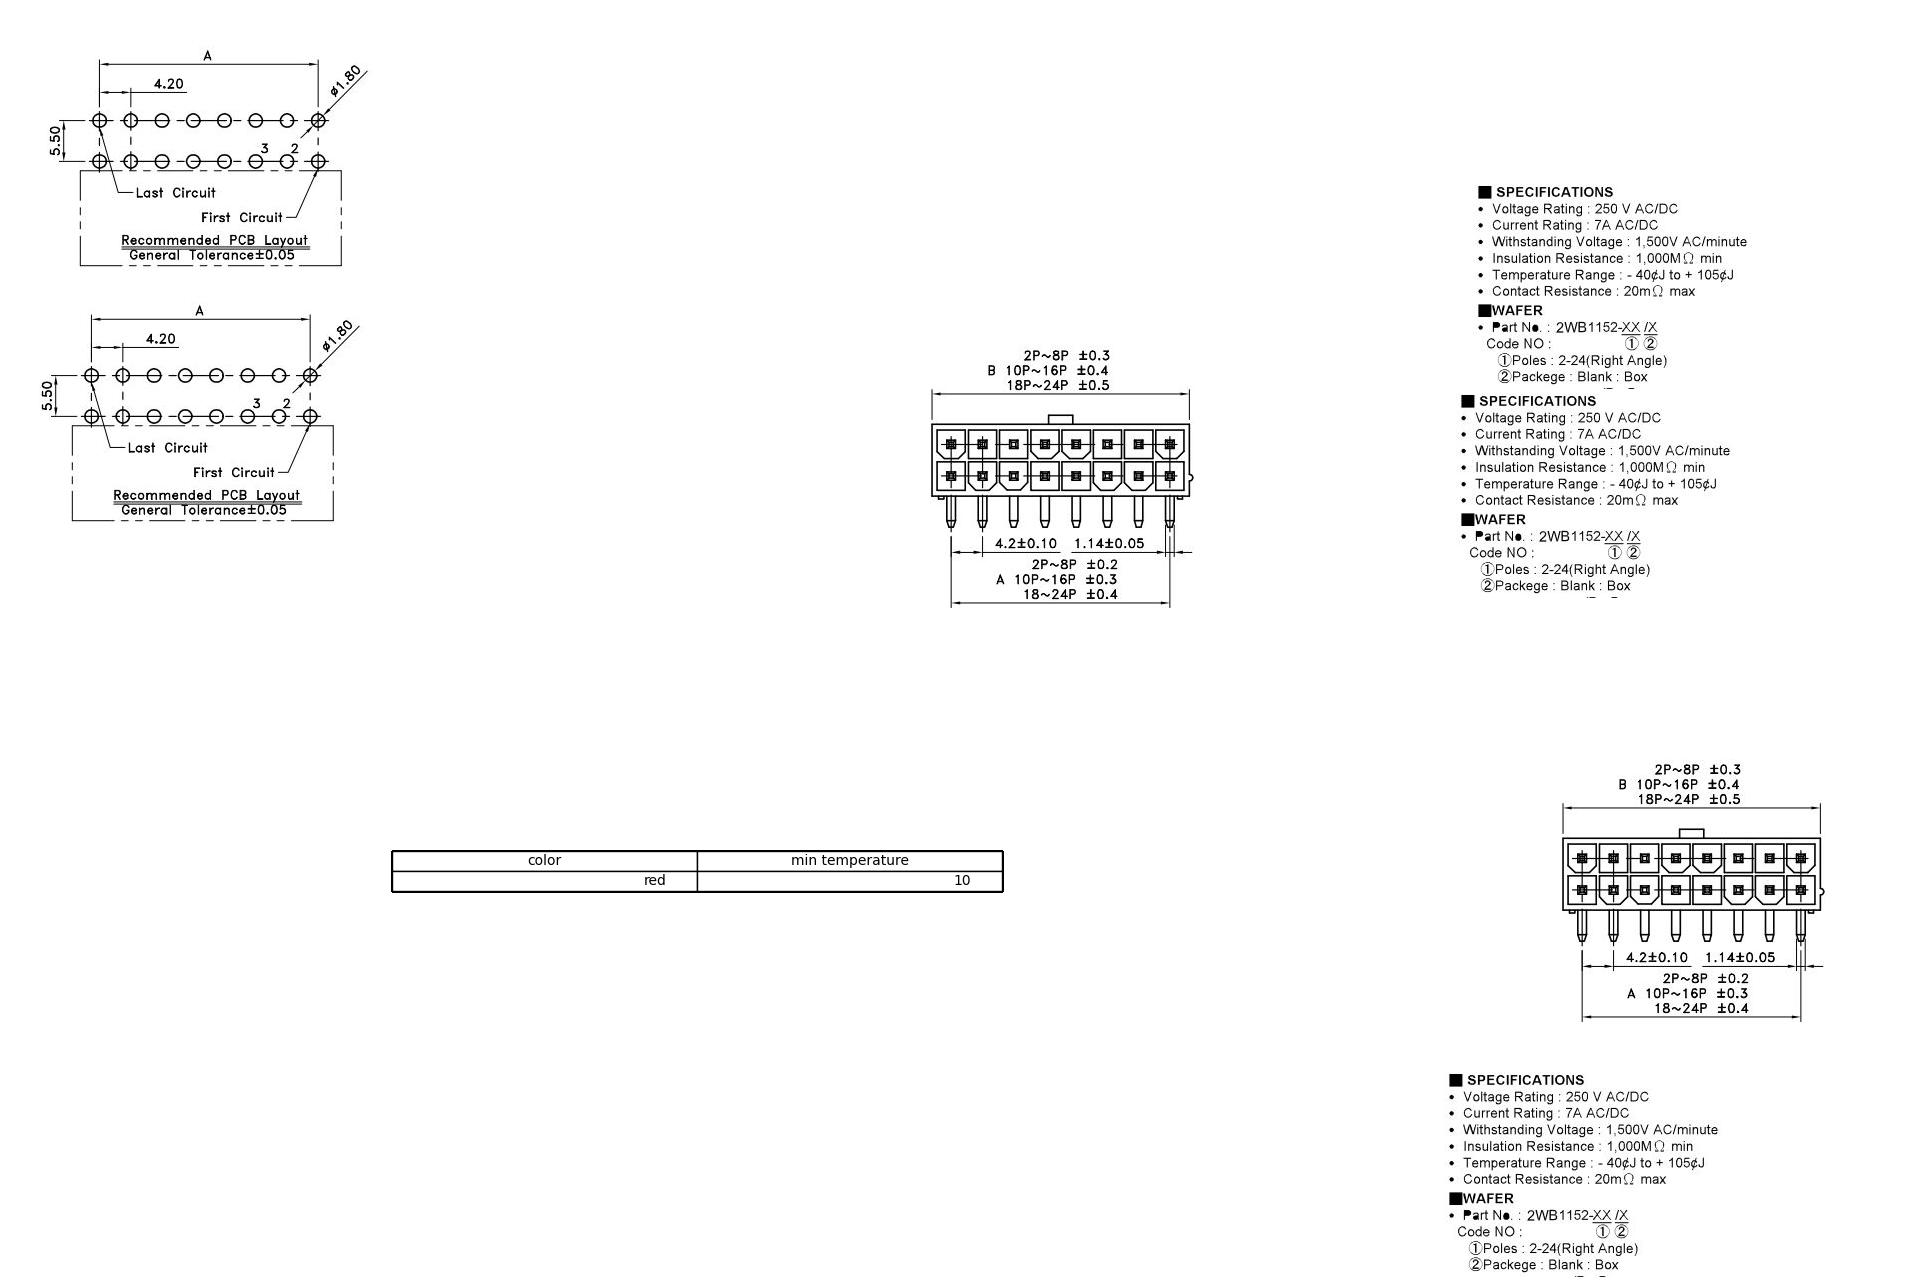 A
4.20
ø1.80
5.50
3 2
Last Circuit
First Circuit
Recommended PCB Layout
General Tolerance±0.05
A
4.20
ø1.80
5.50
3 2
Last Circuit
First Circuit
Recommended PCB Layout
General Tolerance±0.05
2P~8P ±0.3
B 10P~16P ±0.4
18P~24P ±0.5
4.2±0.10 1.14±0.05
2P~8P ±0.2
A 10P~16P ±0.3
18~24P ±0.4
■ SPECIFICATIONS
• Voltage Rating : 250 V AC/DC
• Current Rating : 7A AC/DC
• Withstanding Voltage : 1,500V AC/minute
• Insulation Resistance : 1,000MΩ min
• Temperature Range : - 40¢J to + 105¢J
• Contact Resistance : 20mΩ max
■WAFER
• Part No. : 2WB1152-XX /X
Code NO : ① ②
①Poles : 2-24(Right Angle)
②Packege : Blank : Box
■ SPECIFICATIONS
• Voltage Rating : 250 V AC/DC
• Current Rating : 7A AC/DC
• Withstanding Voltage : 1,500V AC/minute
• Insulation Resistance : 1,000MΩ min
• Temperature Range : - 40¢J to + 105¢J
• Contact Resistance : 20mΩ max
■WAFER
• Part No. : 2WB1152-XX /X
Code NO : ① ②
①Poles : 2-24(Right Angle)
②Packege : Blank : Box
color min temperature
red 10
2P~8P ±0.3
B 10P~16P ±0.4
18P~24P ±0.5
4.2±0.10 1.14±0.05
2P~8P ±0.2
A 10P~16P ±0.3
18~24P ±0.4
■ SPECIFICATIONS
• Voltage Rating : 250 V AC/DC
• Current Rating : 7A AC/DC
• Withstanding Voltage : 1,500V AC/minute
• Insulation Resistance : 1,000MΩ min
• Temperature Range : - 40¢J to + 105¢J
• Contact Resistance : 20mΩ max
■WAFER
• Part No. : 2WB1152-XX /X
Code NO : ① ②
①Poles : 2-24(Right Angle)
②Packege : Blank : Box